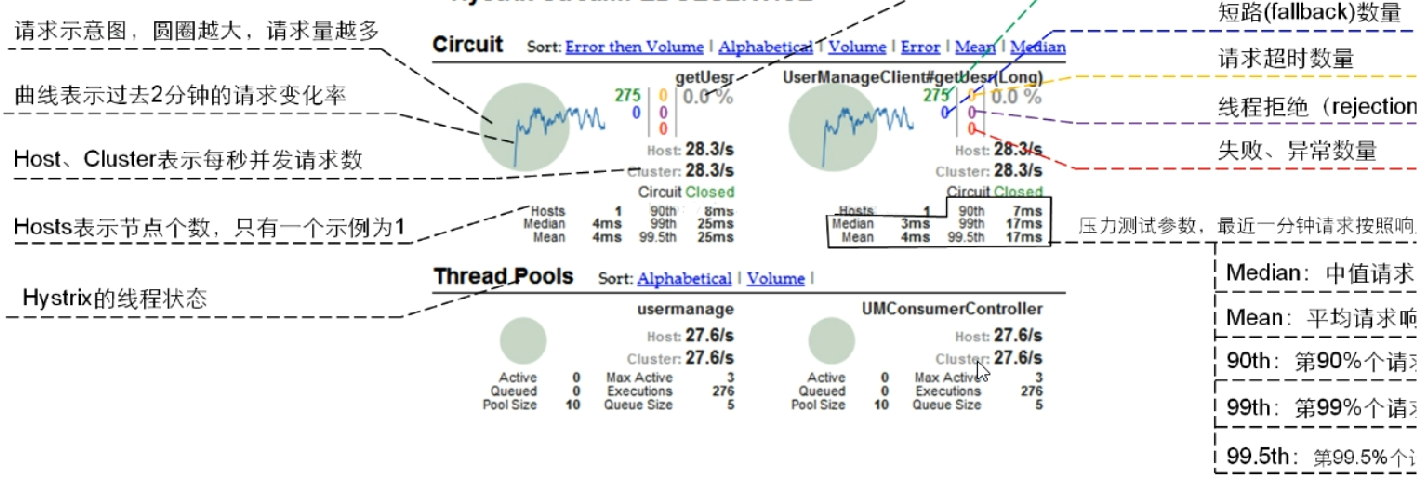 短路(fallback)数量
请求示意图，圆圈越大，请求量越多
Circuit Sort: Error then Volume | Alphabetical | Volume | Error | Mean | Median
请求超时数量
getUesr
UserManageClient#getUesr(Long)
曲线表示过去2分钟的请求变化率
275 0 0.0 %
0 0
0
275 0 0.0 %
0 0
0
线程拒绝（rejection
Host、Cluster表示每秒并发请求数
Host: 28.3/s
Cluster: 28.3/s
Circuit Closed
Host: 28.3/s
Cluster: 28.3/s
Circuit Closed
失败、异常数量
Hosts表示节点个数，只有一个示例为1
Hosts 1 90th 8ms
Median 4ms 99th 25ms
Mean 4ms 99.5th 25ms
Hosts 1 90th 7ms
Median 3ms 99th 17ms
Mean 4ms 99.5th 17ms
压力测试参数，最近一分钟请求按照响
Thread Pools Sort: Alphabetical | Volume |
Hystrix的线程状态
usermanage
Host: 27.6/s
Cluster: 27.6/s
Active 0 Max Active 3
Queued 0 Executions 276
Pool Size 10 Queue Size 5
UMConsumerController
Host: 27.6/s
Cluster: 27.6/s
Active 0 Max Active 3
Queued 0 Executions 276
Pool Size 10 Queue Size 5
Median：中值请求
Mean：平均请求响
90th：第90%个请
99th：第99%个请
99.5th：第99.5%个